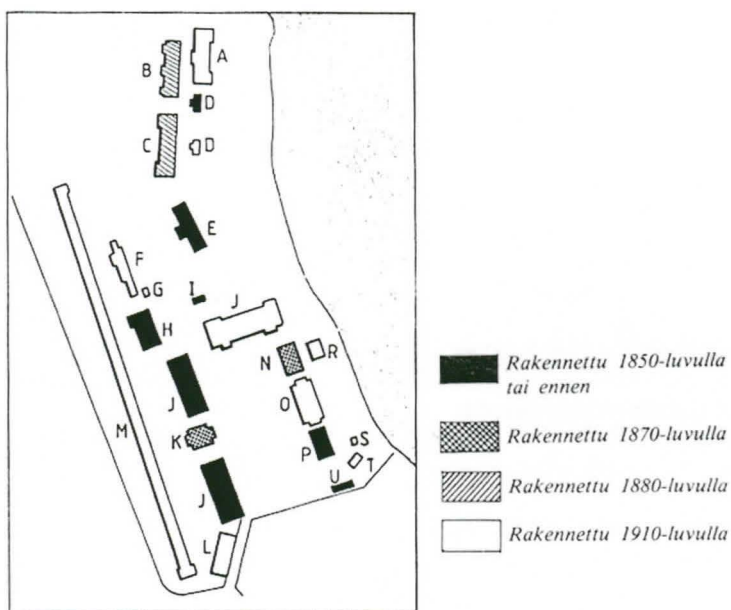 A
B
D
C
D
E
F
G
I
J
H
N
R
J
O
M
K
P
S
T
J
U
L
Rakennettu 1850-luvulla
tai ennen
Rakennettu 1870-luvulla
Rakennettu 1880-luvulla
Rakennettu 1910-luvulla